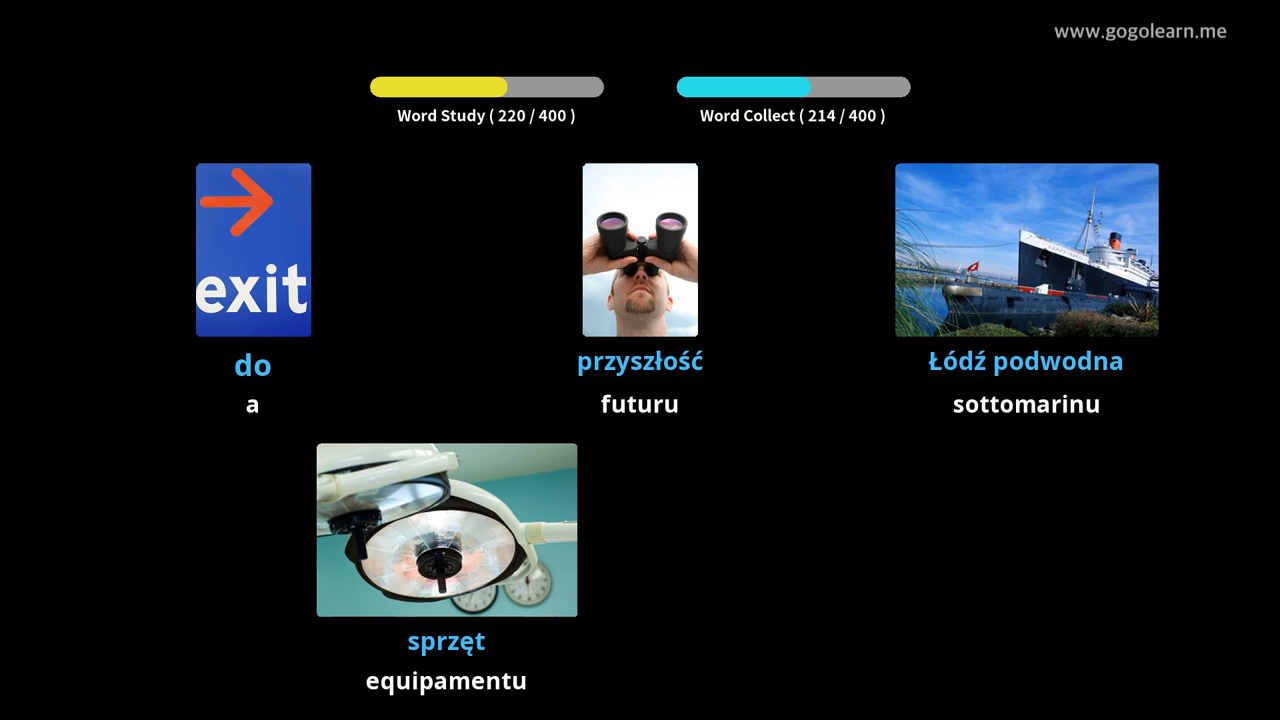 www.gogolearn.me
Word Study ( 220 / 400 )
Word Collect ( 214 / 400 )
exit
do
a
przyszłość
futuru
Łódź podwodna
sottomarinu
sprzęt
equipamentu